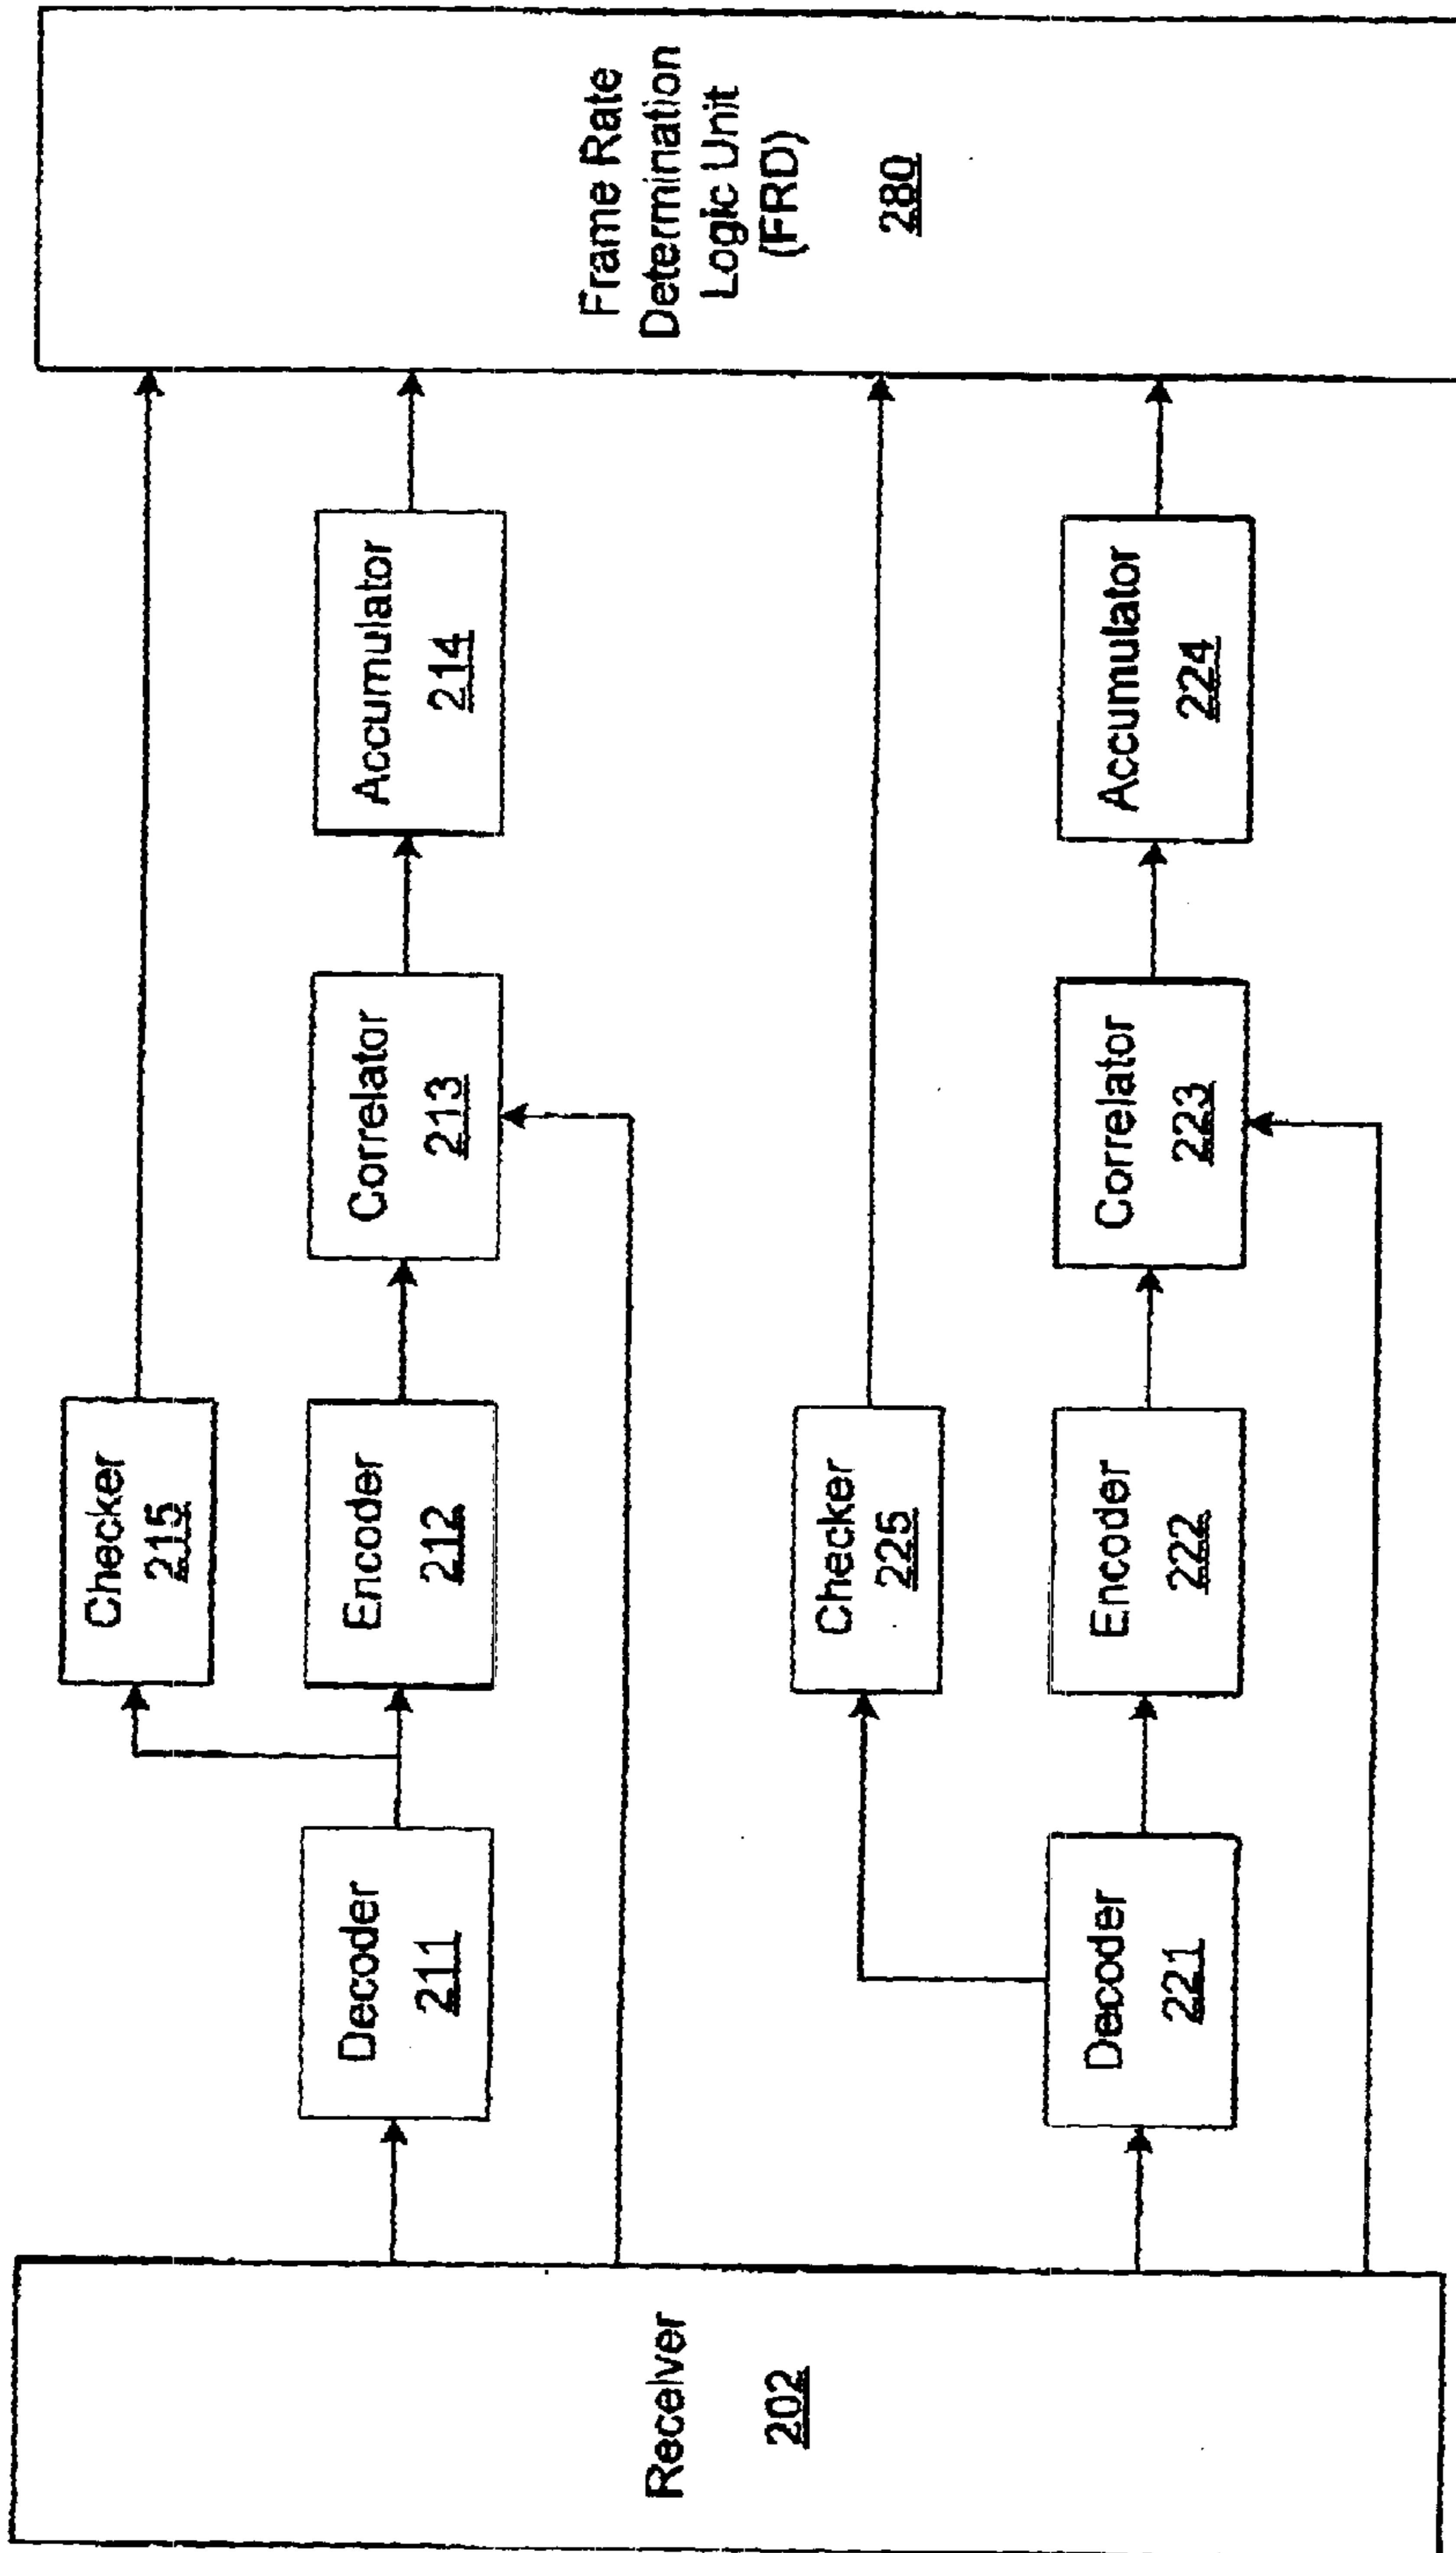 Receiver
202
Decoder
211
Checker
215
Encoder
212
Correlator
213
Accumulator
214
Decoder
221
Checker
225
Encoder
222
Correlator
223
Accumulator
224
Frame Rate
Determination
Logic Unit
(FRD)
280